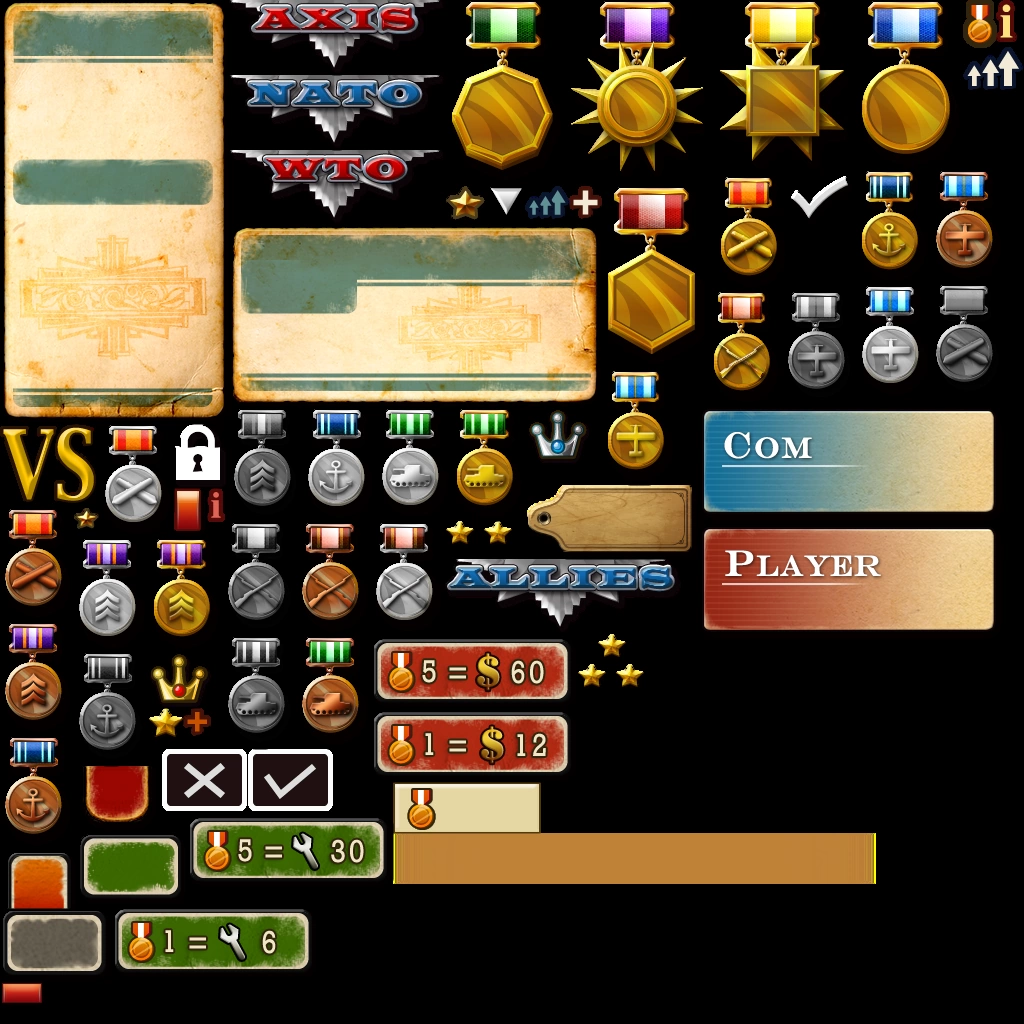 AXIS
i
NATO
WTO
COM
VS
i
PLAYER
ALLIES
5 = $ 60
1 = $ 12
5 = 30
1 = 6